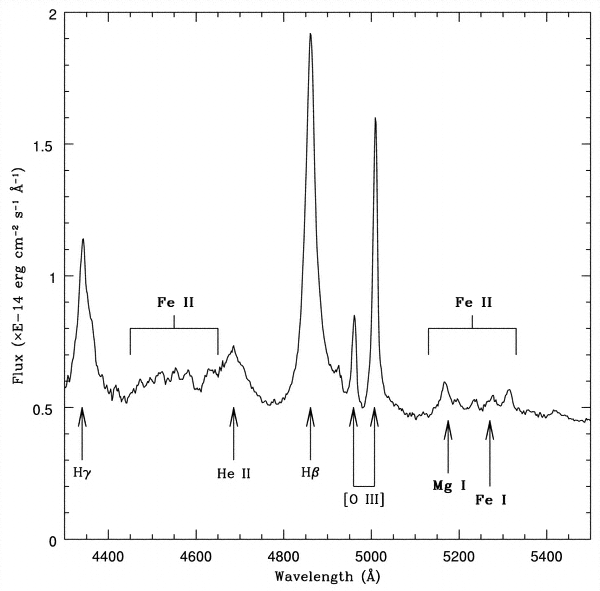 2
1.5
1
0.5
0
Flux (×E−14 erg cm⁻² s⁻¹ Å⁻¹)
Fe II
Fe II
Hγ
He II
Hβ
[O III]
Mg I
Fe I
4400 4600 4800 5000 5200 5400
Wavelength (Å)